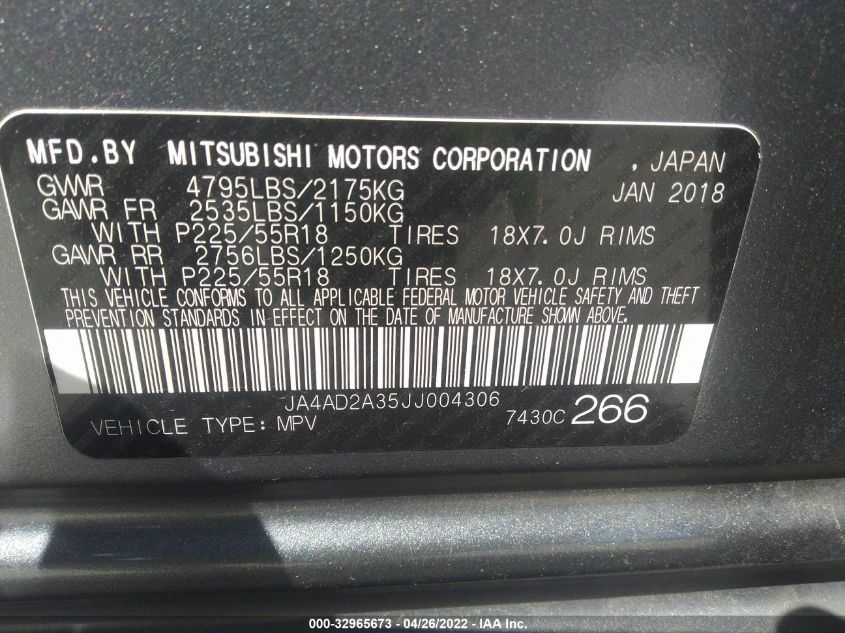 MFD.BY MITSUBISHI MOTORS CORPORATION . JAPAN
GVWR 4795LBS/2175KG JAN 2018
GAWR FR 2535LBS/1150KG
WITH P225/55R18 TIRES 18X7.0J RIMS
GAWR RR 2756LBS/1250KG
WITH P225/55R18 TIRES 18X7.0J RIMS
THIS VEHICLE CONFORMS TO ALL APPLICABLE FEDERAL MOTOR VEHICLE SAFETY AND THEFT
PREVENTION STANDARDS IN EFFECT ON THE DATE OF MANUFACTURE SHOWN ABOVE.
JA4AD2A35JJ004306
VEHICLE TYPE: MPV 7430C 266
000-32965673 - 04/26/2022 - IAA Inc.